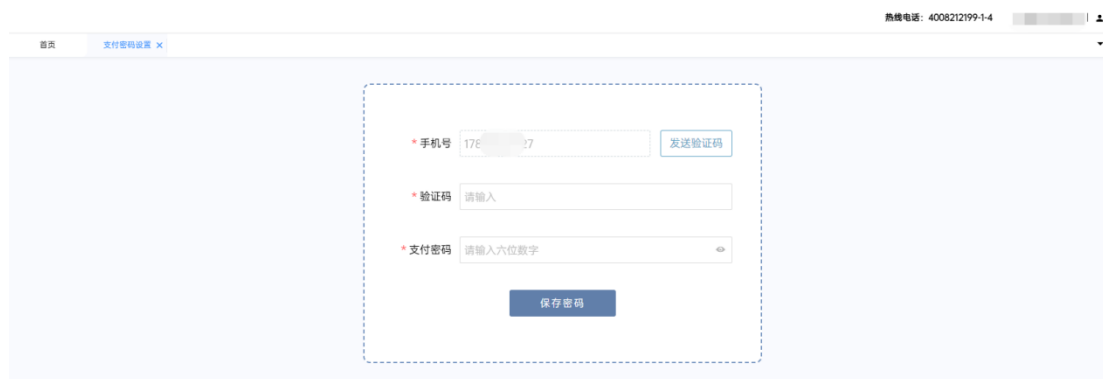 热线电话：4008212199-1-4
首页 支付密码设置 ×
* 手机号 178 27 发送验证码
* 验证码 请输入
* 支付密码 请输入六位数字
保存密码